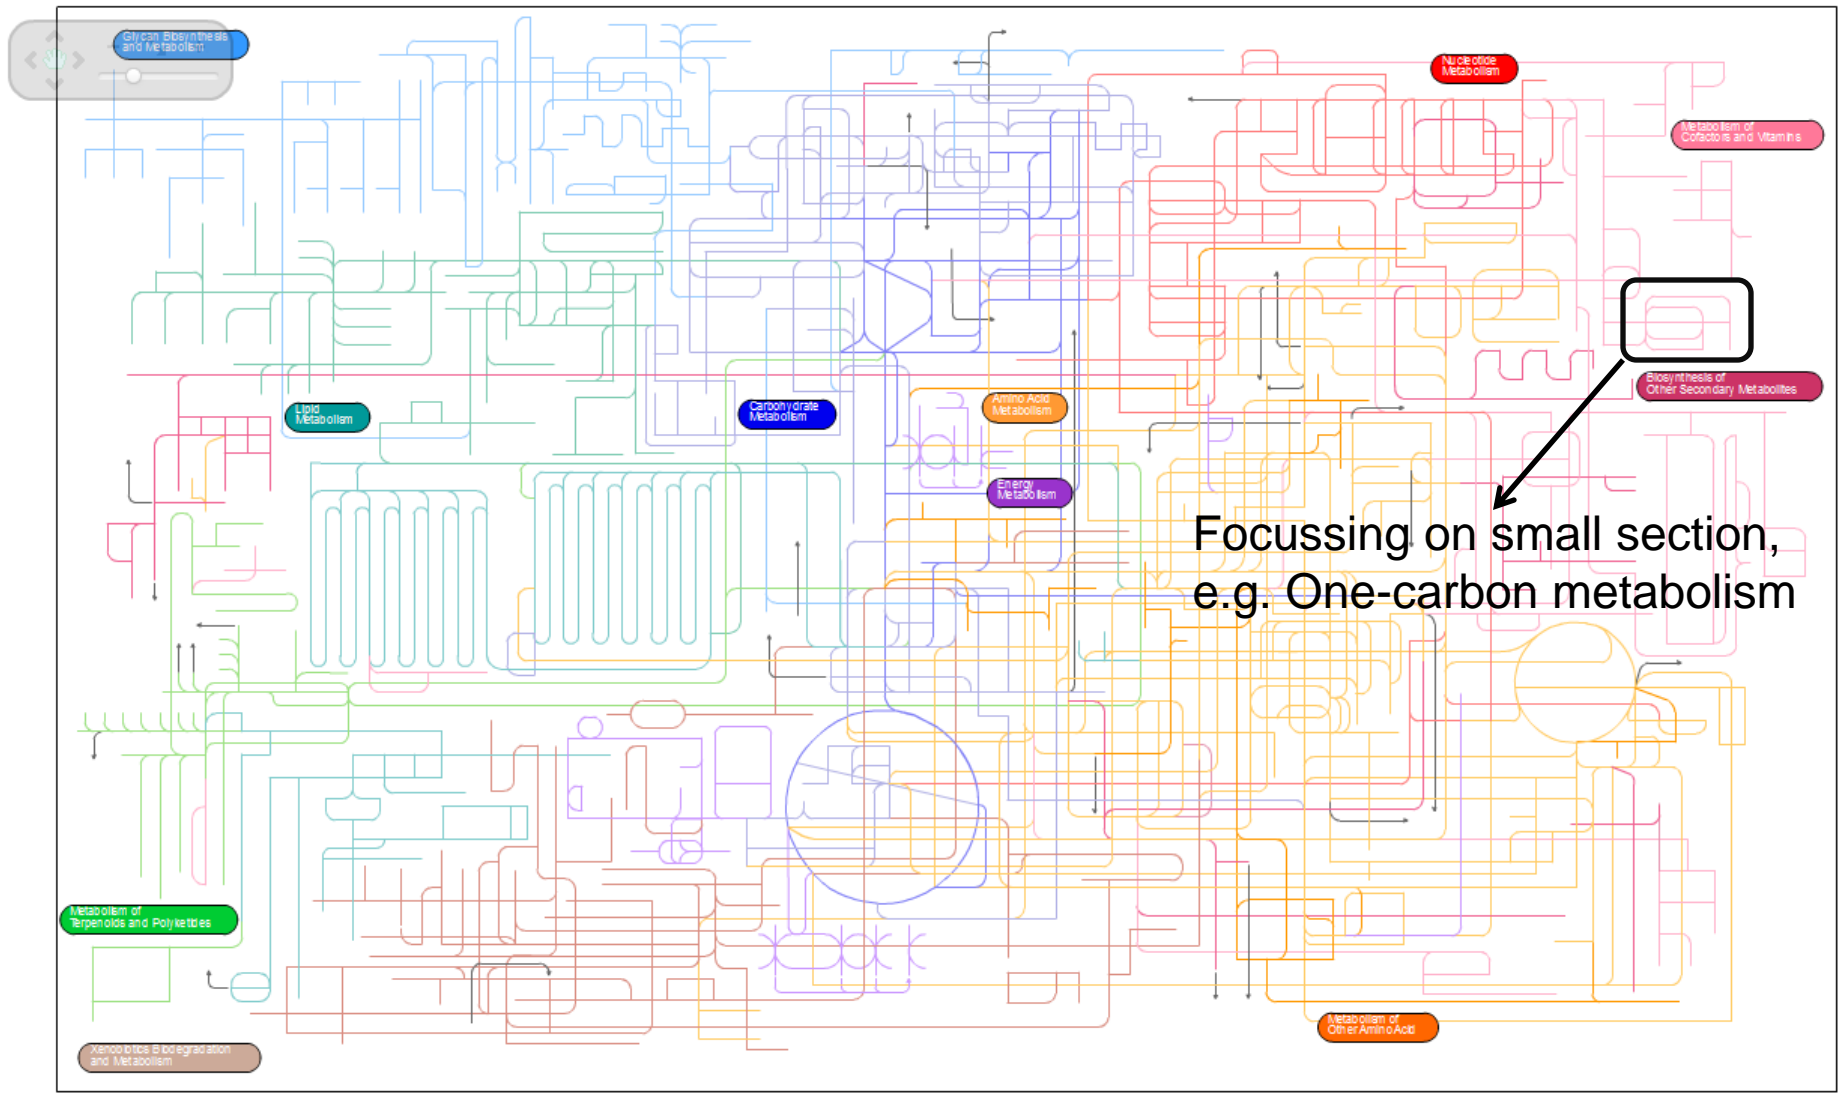 Glycan Biosynthesis
and Metabolism
Nucleotide
Metabolism
Metabolism of
Cofactors and Vitamins
Biosynthesis of
Other Secondary Metabolites
Lipid
Metabolism
Carbohydrate
Metabolism
Amino Acid
Metabolism
Energy
Metabolism
Focussing on small section,
e.g. One-carbon metabolism
Metabolism of
Terpenoids and Polyketides
Metabolism of
Other Amino Acid
Xenobiotics Biodegradation
and Metabolism